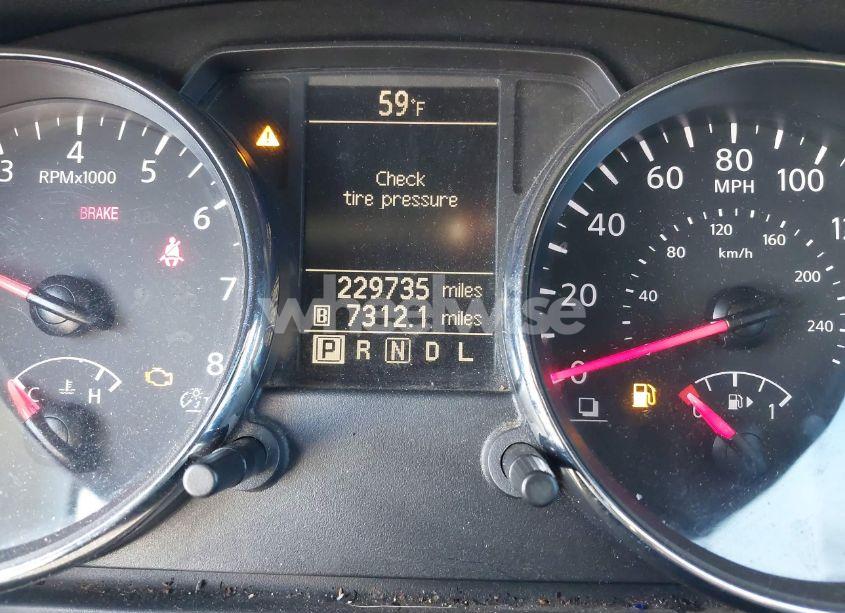 59°F
Check
tire pressure
229735 miles
B 7312.1 miles
P R N D L
3 4 5 6 7 8
RPMx1000
BRAKE
C H
0 20 40 60 80 100
MPH
40 80 120 160 200 240
km/h
0 1
wheelwise